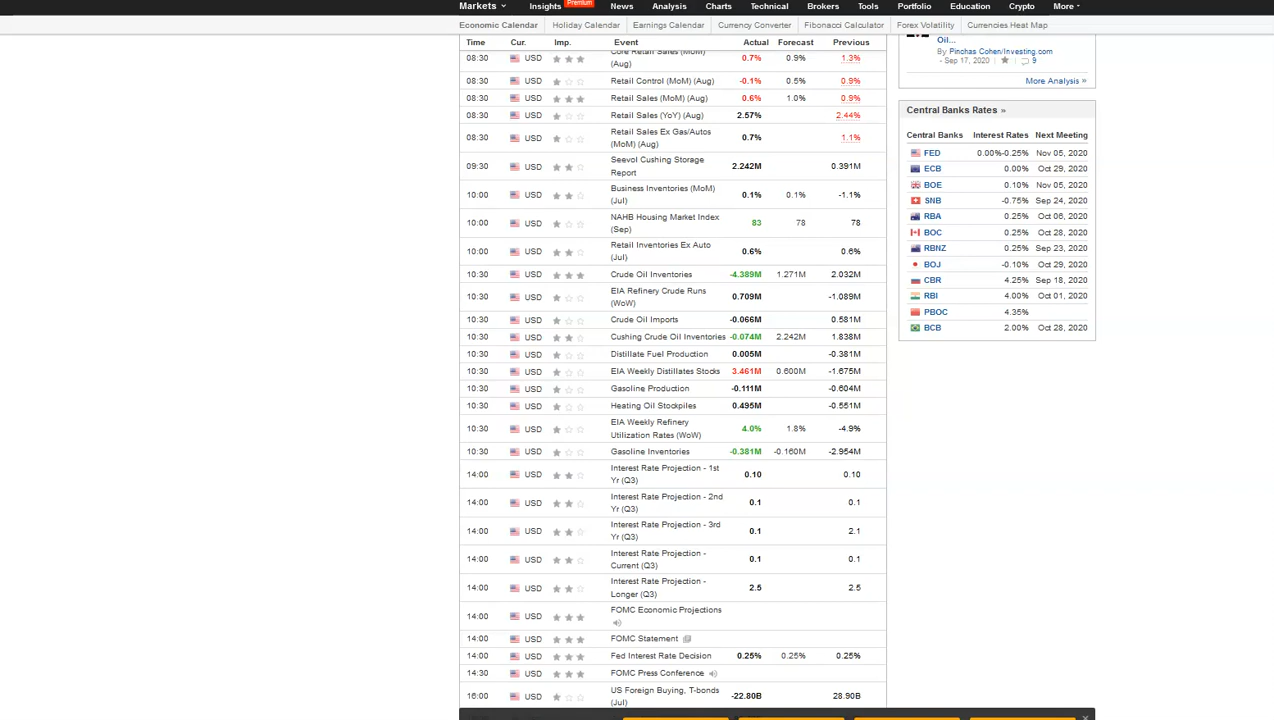 Markets Insights Premium News Analysis Charts Technical Brokers Tools Portfolio Education Crypto More
Economic Calendar Holiday Calendar Earnings Calendar Currency Converter Fibonacci Calculator Forex Volatility Currencies Heat Map
Time Cur. Imp. Event Actual Forecast Previous
08:30 USD Core Retail Sales (MoM) 0.7% 0.9% 1.3%
(Aug)
08:30 USD Retail Control (MoM) (Aug) -0.1% 0.5% 0.9%
08:30 USD Retail Sales (MoM) (Aug) 0.6% 1.0% 0.9%
08:30 USD Retail Sales (YoY) (Aug) 2.57% 2.44%
08:30 USD Retail Sales Ex Gas/Autos 0.7% 1.1%
(MoM) (Aug)
09:30 USD Seevol Cushing Storage 2.242M 0.391M
Report
10:00 USD Business Inventories (MoM) 0.1% 0.1% -1.1%
(Jul)
10:00 USD NAHB Housing Market Index 83 78 78
(Sep)
10:00 USD Retail Inventories Ex Auto 0.6% 0.6%
(Jul)
10:30 USD Crude Oil Inventories -4.389M 1.271M 2.032M
10:30 USD EIA Refinery Crude Runs 0.709M -1.089M
(WoW)
10:30 USD Crude Oil Imports -0.066M 0.581M
10:30 USD Cushing Crude Oil Inventories -0.074M 2.242M 1.838M
10:30 USD Distillate Fuel Production 0.005M -0.381M
10:30 USD EIA Weekly Distillates Stocks 3.461M 0.600M -1.675M
10:30 USD Gasoline Production -0.111M -0.604M
10:30 USD Heating Oil Stockpiles 0.495M -0.551M
10:30 USD EIA Weekly Refinery 4.0% 1.8% -4.9%
Utilization Rates (WoW)
10:30 USD Gasoline Inventories -0.381M -0.160M -2.954M
14:00 USD Interest Rate Projection - 1st 0.10 0.10
Yr (Q3)
14:00 USD Interest Rate Projection - 2nd 0.1 0.1
Yr (Q3)
14:00 USD Interest Rate Projection - 3rd 0.1 2.1
Yr (Q3)
14:00 USD Interest Rate Projection - 0.1 0.1
Current (Q3)
14:00 USD Interest Rate Projection - 2.5 2.5
Longer (Q3)
14:00 USD FOMC Economic Projections
14:00 USD FOMC Statement
14:00 USD Fed Interest Rate Decision 0.25% 0.25% 0.25%
14:30 USD FOMC Press Conference
16:00 USD US Foreign Buying, T-bonds -22.80B 28.90B
(Jul)
Oil...
By Pinchas Cohen/Investing.com
- Sep 17, 2020 | 9
More Analysis »
Central Banks Rates »
Central Banks Interest Rates Next Meeting
FED 0.00%-0.25% Nov 05, 2020
ECB 0.00% Oct 29, 2020
BOE 0.10% Nov 05, 2020
SNB -0.75% Sep 24, 2020
RBA 0.25% Oct 06, 2020
BOC 0.25% Oct 28, 2020
RBNZ 0.25% Sep 23, 2020
BOJ -0.10% Oct 29, 2020
CBR 4.25% Sep 18, 2020
RBI 4.00% Oct 01, 2020
PBOC 4.35%
BCB 2.00% Oct 28, 2020